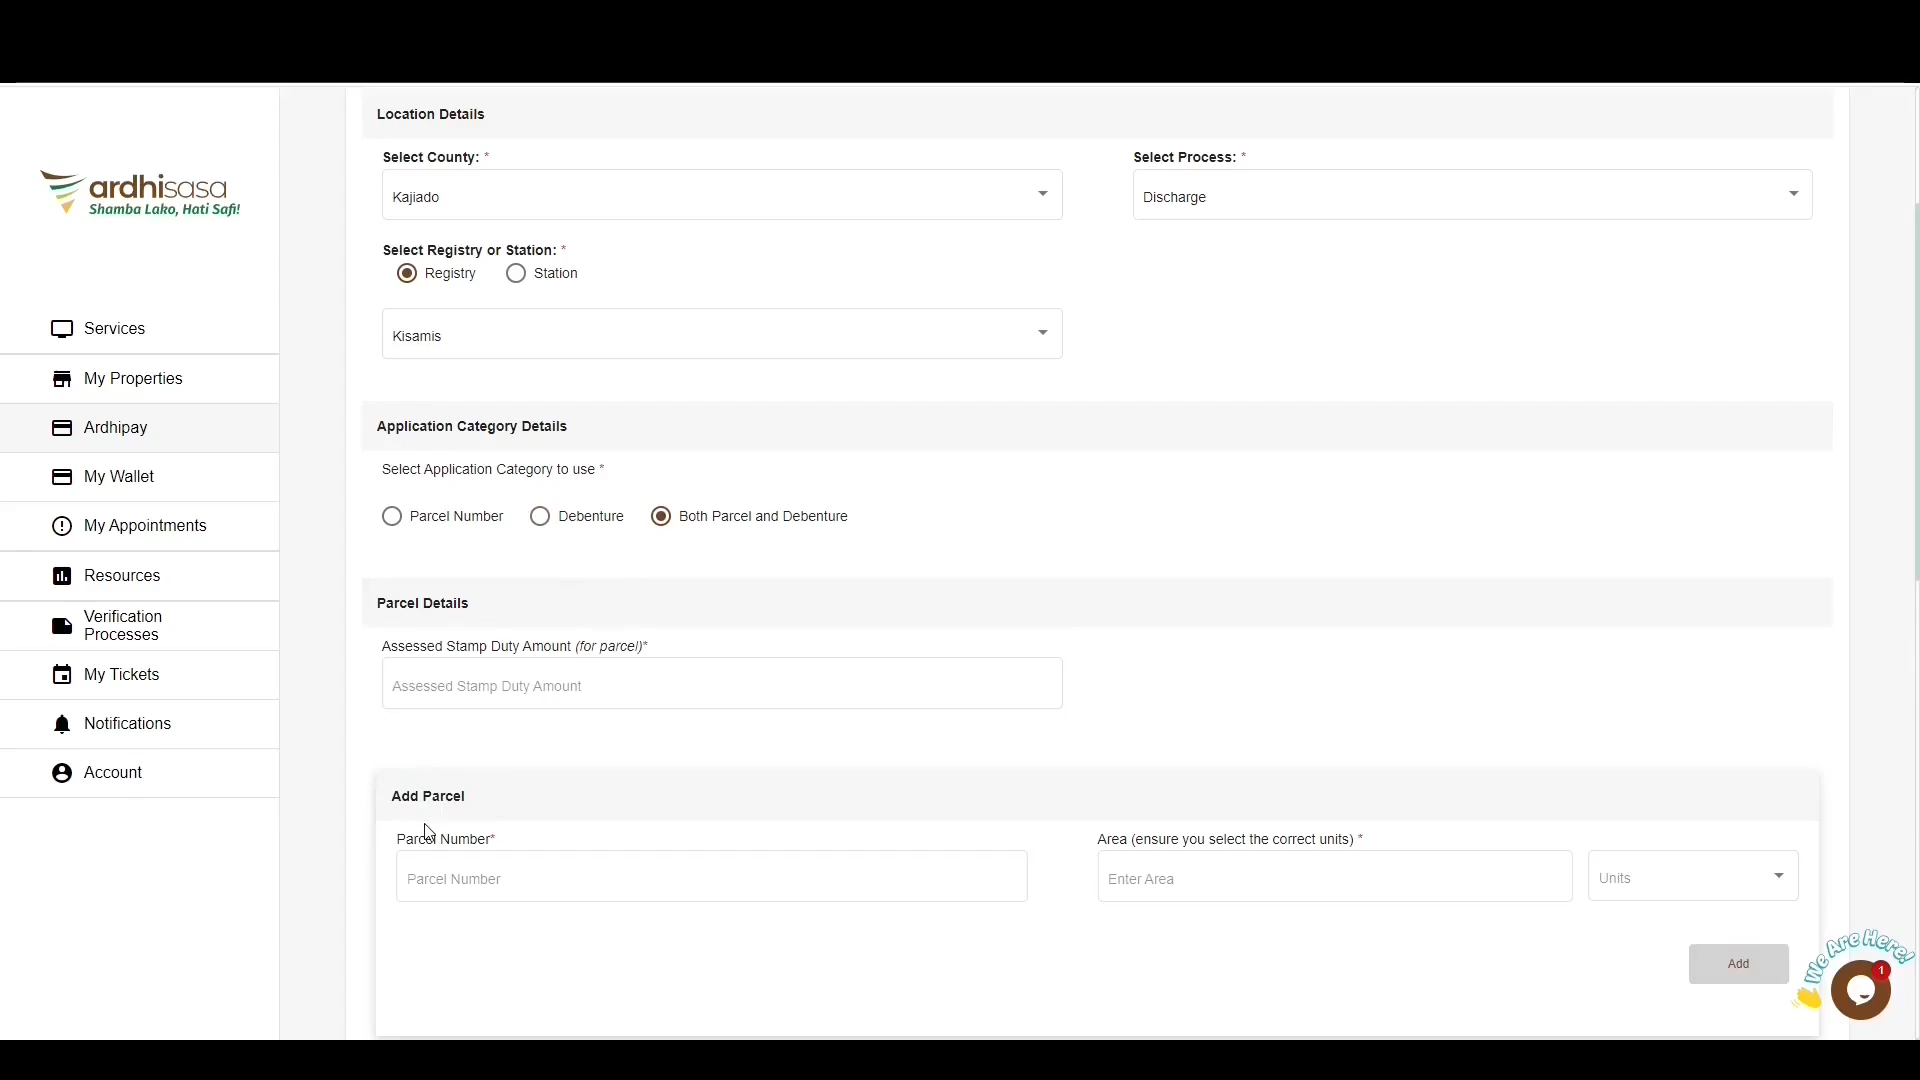 Location Details
Select County: *
Select Process: *
Kajiado
Discharge
Select Registry or Station: *
Registry
Station
Kisamis
ardhisasa
Shamba Lako, Hati Safi!
Services
My Properties
Ardhipay
My Wallet
My Appointments
Resources
Verification
Processes
My Tickets
Notifications
Account
Application Category Details
Select Application Category to use *
Parcel Number
Debenture
Both Parcel and Debenture
Parcel Details
Assessed Stamp Duty Amount (for parcel)*
Assessed Stamp Duty Amount
Add Parcel
Parcel Number*
Area (ensure you select the correct units) *
Parcel Number
Enter Area
Units
Add
We Are Here!
1